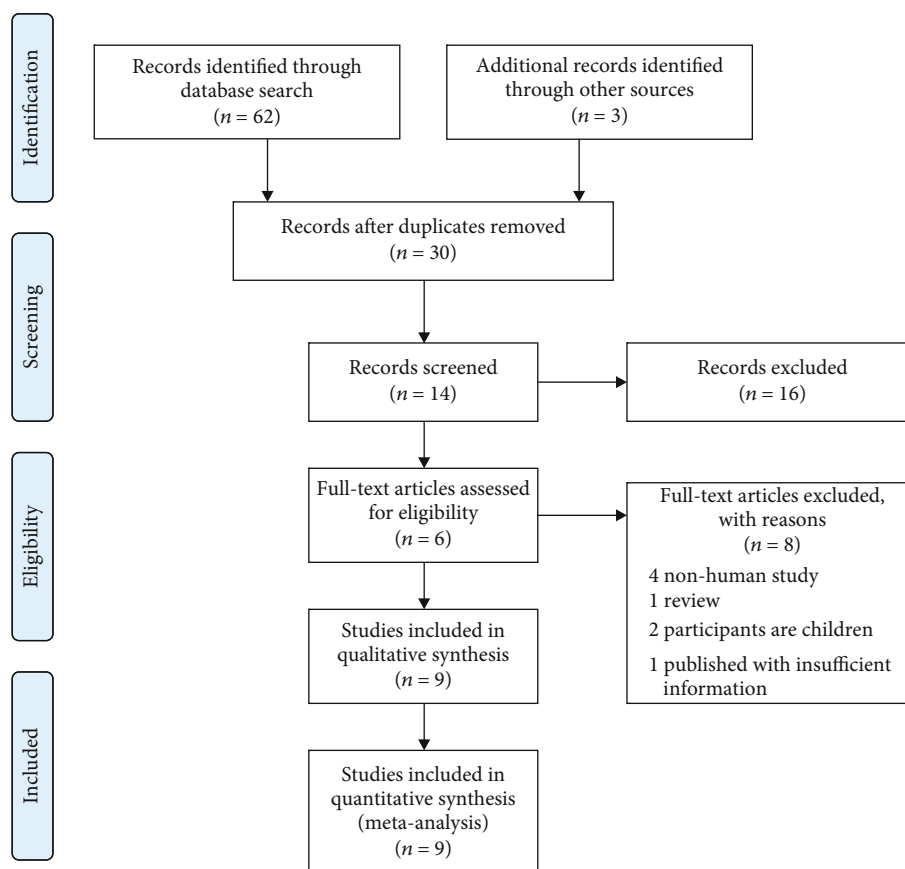 Identification
Records identified through
database search
(n = 62)
Additional records identified
through other sources
(n = 3)
Records after duplicates removed
(n = 30)
Screening
Records screened
(n = 14)
Records excluded
(n = 16)
Eligibility
Full-text articles assessed
for eligibility
(n = 6)
Full-text articles excluded,
with reasons
(n = 8)
4 non-human study
1 review
2 participants are children
1 published with insufficient
information
Studies included in
qualitative synthesis
(n = 9)
Included
Studies included in
quantitative synthesis
(meta-analysis)
(n = 9)